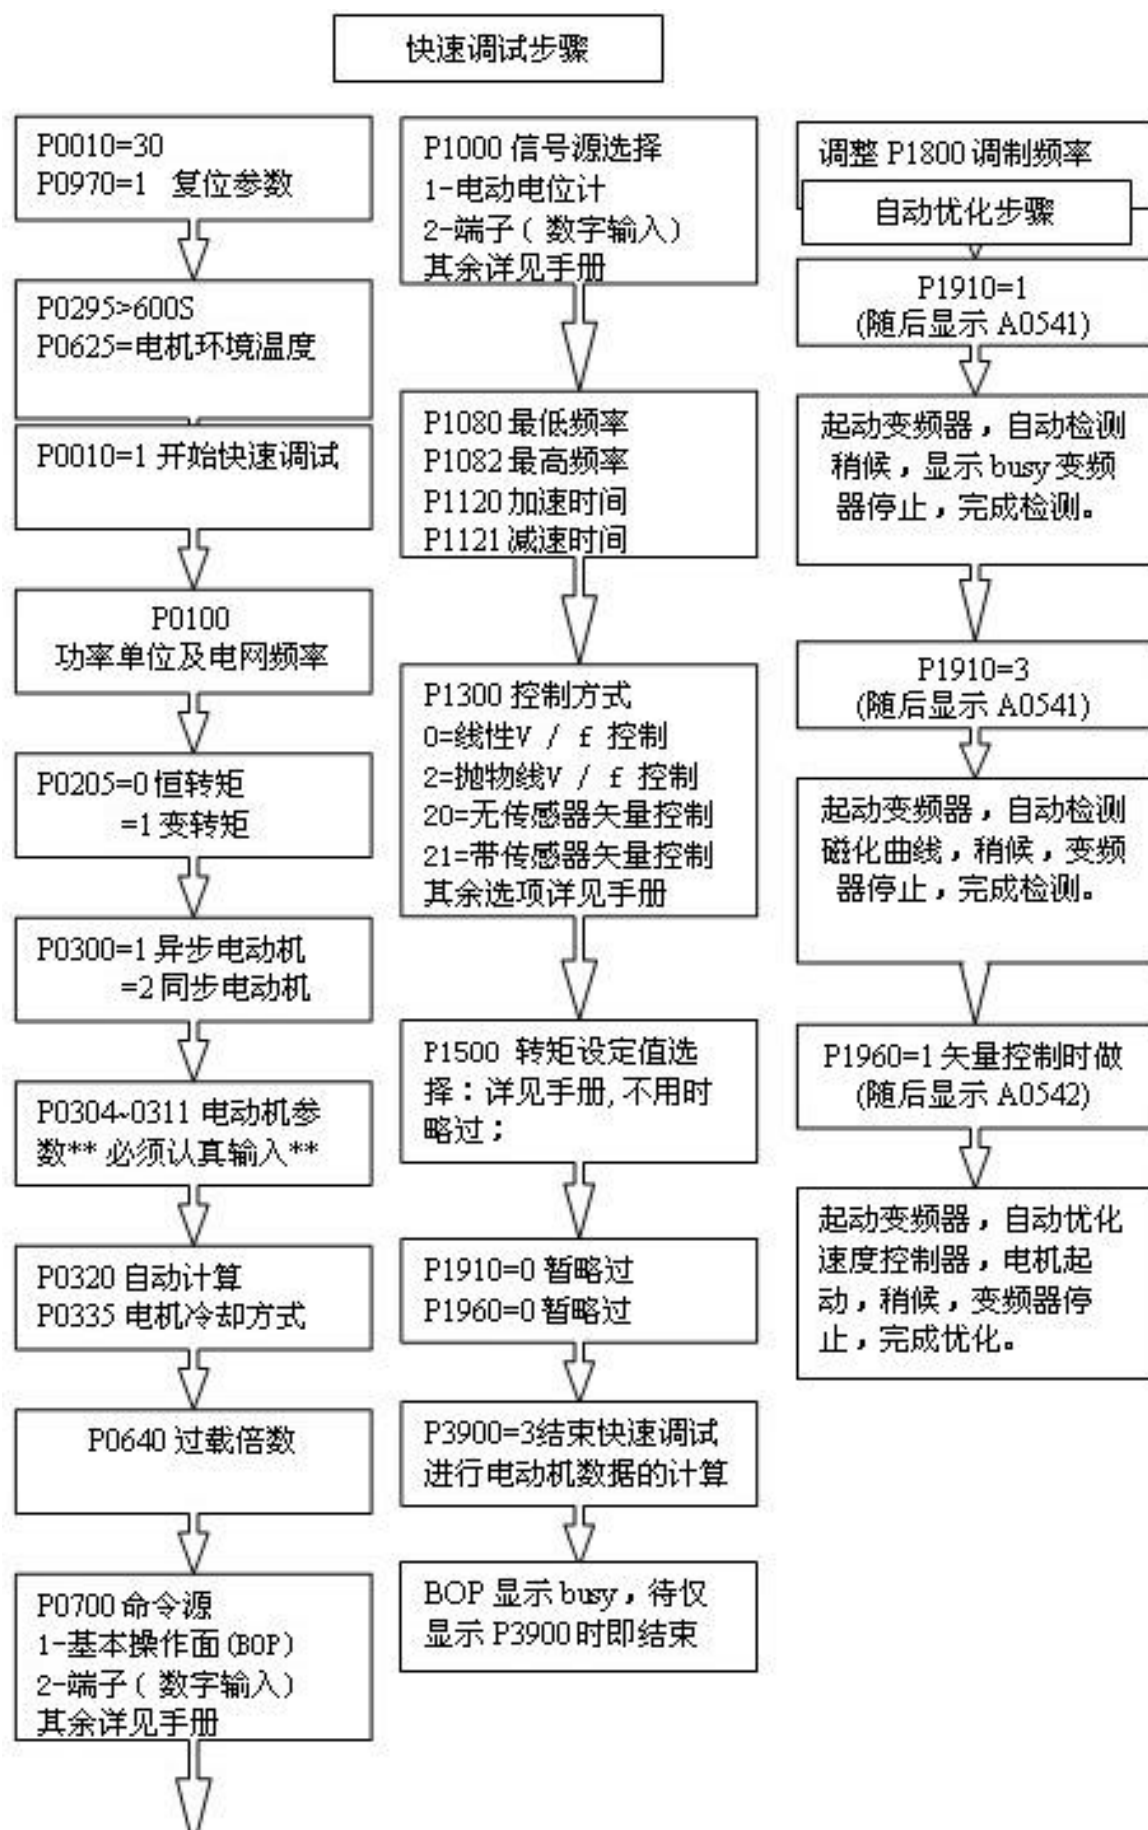 快速调试步骤
P0010=30
P0970=1 复位参数
P0295>600S
P0625=电机环境温度
P0010=1 开始快速调试
P0100
功率单位及电网频率
P0205=0 恒转矩
=1 变转矩
P0300=1 异步电动机
=2 同步电动机
P0304~0311 电动机参
数** 必须认真输入**
P0320 自动计算
P0335 电机冷却方式
P0640 过载倍数
P0700 命令源
1-基本操作面(BOP)
2-端子( 数字输入)
其余详见手册
P1000 信号源选择
1-电动电位计
2-端子( 数字输入)
其余详见手册
P1080 最低频率
P1082 最高频率
P1120 加速时间
P1121 减速时间
P1300 控制方式
0=线性V / f 控制
2=抛物线V / f 控制
20=无传感器矢量控制
21=带传感器矢量控制
其余选项详见手册
P1500 转矩设定值选
择：详见手册, 不用时
略过；
P1910=0 暂略过
P1960=0 暂略过
P3900=3结束快速调试
进行电动机数据的计算
BOP 显示 busy，待仅
显示 P3900 时即结束
调整 P1800 调制频率
自动优化步骤
P1910=1
(随后显示 A0541)
起动变频器，自动检测
稍候，显示 busy 变频
器停止，完成检测。
P1910=3
(随后显示 A0541)
起动变频器，自动检测
磁化曲线，稍候，变频
器停止，完成检测。
P1960=1 矢量控制时做
(随后显示 A0542)
起动变频器，自动优化
速度控制器，电机起
动，稍候，变频器停
止，完成优化。